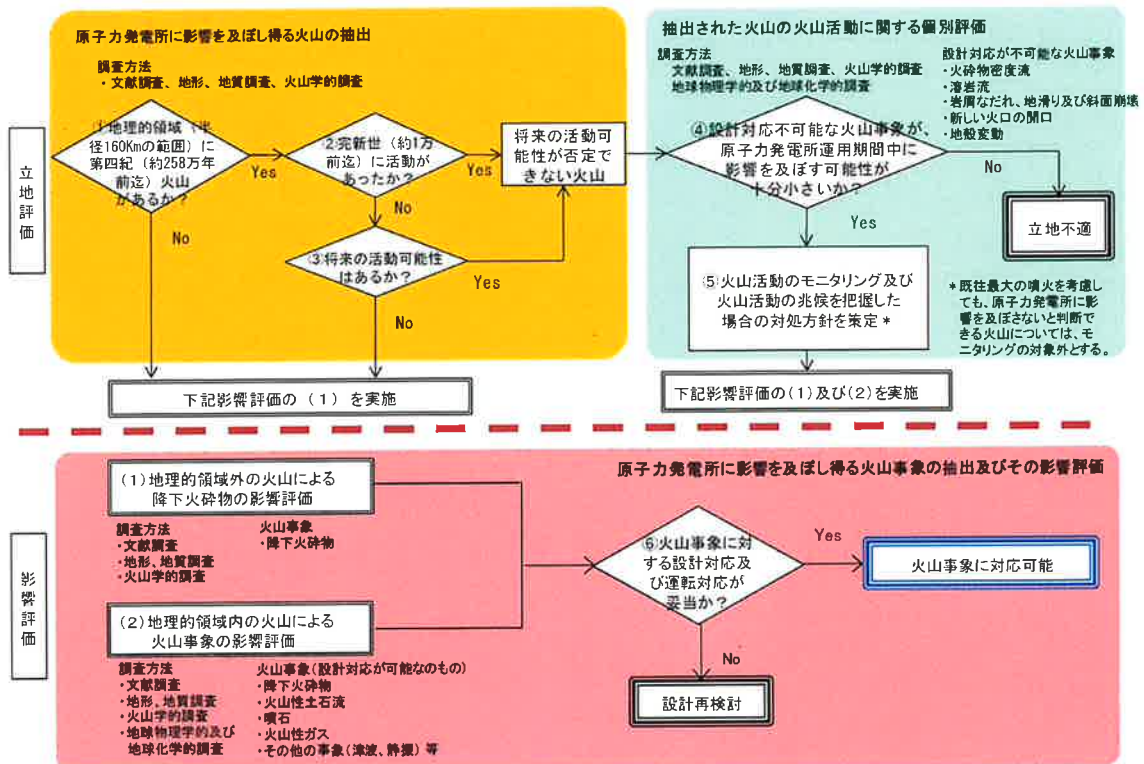 原子力発電所に影響を及ぼし得る火山の抽出
調査方法
・文献調査、地形、地質調査、火山学的調査
立地評価
①地理的領域（半
径160Kmの範囲）に
第四紀（約258万年
前迄）火山
があるか？
Yes
No
②完新世（約1万
前迄）に活動が
あったか？
Yes
No
③将来の活動可能性
はあるか？
Yes
No
将来の活動可
能性が否定で
きない火山
下記影響評価の（１）を実施
抽出された火山の火山活動に関する個別評価
調査方法
文献調査、地形、地質調査、火山学的調査
地球物理学的及び地球化学的調査
設計対応が不可能な火山事象
・火砕物密度流
・溶岩流
・岩屑なだれ、地滑り及び斜面崩壊
・新しい火口の開口
・地殻変動
④設計対応不可能な火山事象が、
原子力発電所運用期間中に
影響を及ぼす可能性が
十分小さいか？
No
Yes
立地不適
⑤火山活動のモニタリング及び
火山活動の兆候を把握した
場合の対処方針を策定＊
＊既往最大の噴火を考慮し
ても、原子力発電所に影
響を及ぼさないと判断で
きる火山については、モ
ニタリングの対象外とする。
下記影響評価の(1)及び(2)を実施
影響評価
原子力発電所に影響を及ぼし得る火山事象の抽出及びその影響評価
(1)地理的領域外の火山による
降下火砕物の影響評価
調査方法
・文献調査
・地形、地質調査
・火山学的調査
火山事象
・降下火砕物
(2)地理的領域内の火山による
火山事象の影響評価
調査方法
・文献調査
・地形、地質調査
・火山学的調査
・地球物理学的及び
地球化学的調査
火山事象(設計対応が可能なのもの)
・降下火砕物
・火山性土石流
・噴石
・火山性ガス
・その他の事象(津波、静振)等
⑥火山事象に対
する設計対応及
び運転対応が
妥当か？
Yes
No
火山事象に対応可能
設計再検討